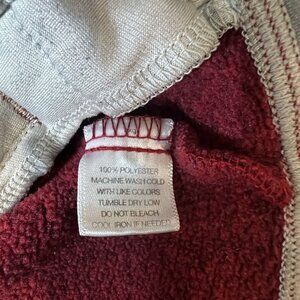 100% POLYESTER
MACHINE WASH COLD
WITH LIKE COLORS
TUMBLE DRY LOW
DO NOT BLEACH
COOL IRON IF NEEDED